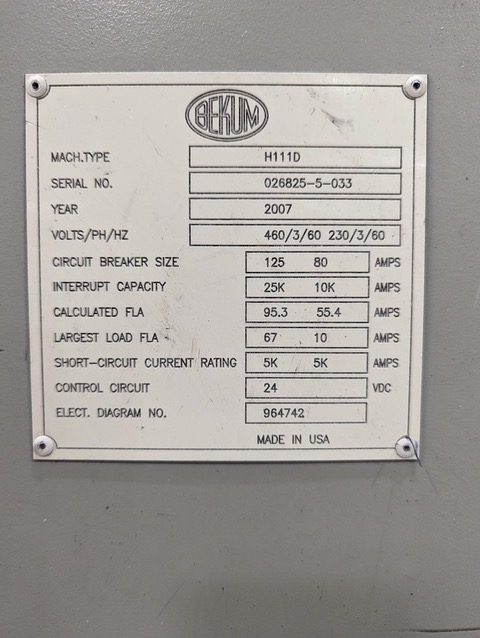 BEKUM
MACH.TYPE H111D
SERIAL NO. 026825-5-033
YEAR 2007
VOLTS/PH/HZ 460/3/60 230/3/60
CIRCUIT BREAKER SIZE 125 80 AMPS
INTERRUPT CAPACITY 25K 10K AMPS
CALCULATED FLA 95.3 55.4 AMPS
LARGEST LOAD FLA 67 10 AMPS
SHORT-CIRCUIT CURRENT RATING 5K 5K AMPS
CONTROL CIRCUIT 24 VDC
ELECT. DIAGRAM NO. 964742
MADE IN USA